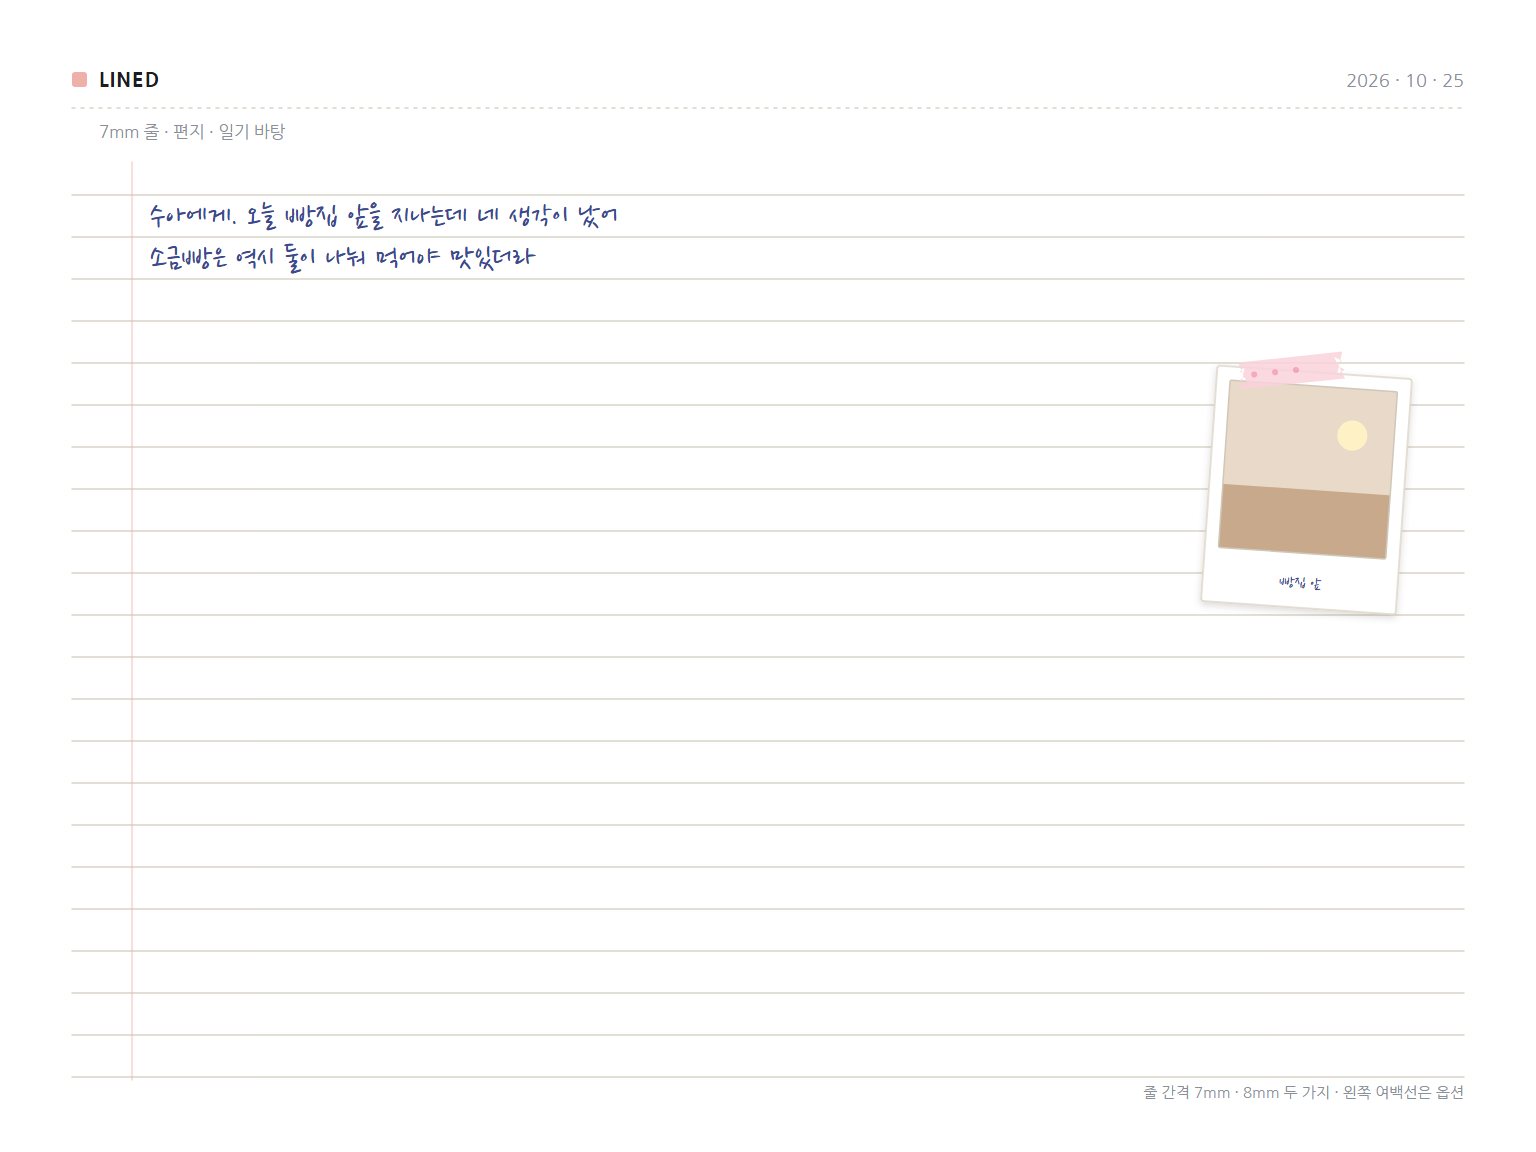 LINED
2026 · 10 · 25
7mm 줄 · 편지 · 일기 바탕
수아에게. 오늘 빵집 앞을 지나는데 네 생각이 났어
소금빵은 역시 둘이 나눠 먹어야 맛있더라
빵집 앞
줄 간격 7mm · 8mm 두 가지 · 왼쪽 여백선은 옵션